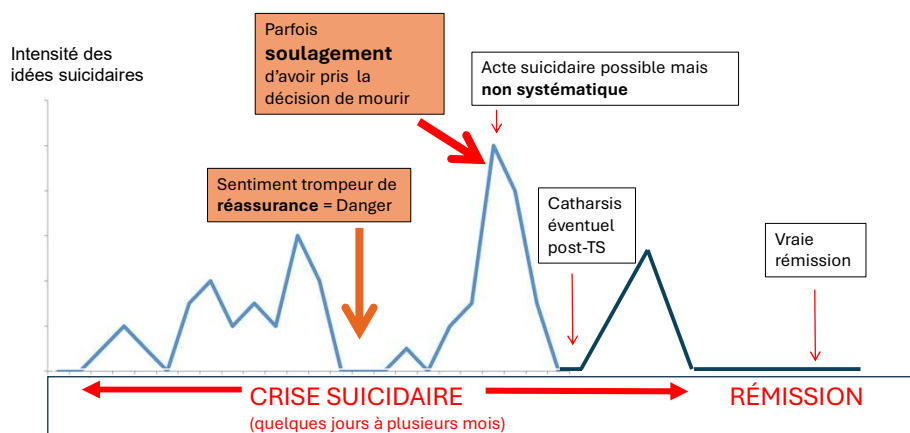 Intensité des
idées suicidaires
Parfois
soulagement
d'avoir pris la
décision de mourir
Acte suicidaire possible mais
non systématique
Sentiment trompeur de
réassurance = Danger
Catharsis
éventuel
post-TS
Vraie
rémission
CRISE SUICIDAIRE
(quelques jours à plusieurs mois)
RÉMISSION